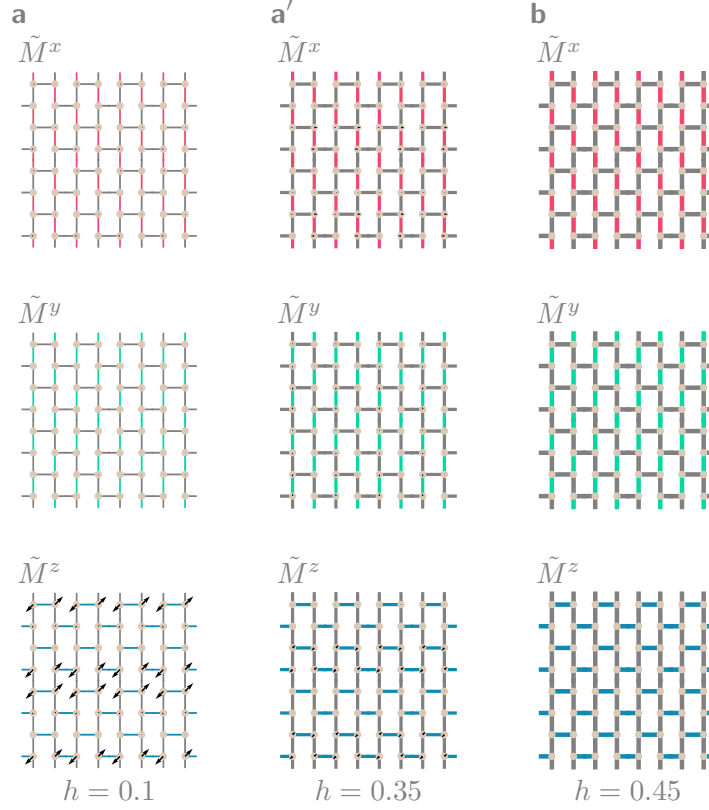 a a′ b
M̃ˣ M̃ˣ M̃ˣ
M̃ʸ M̃ʸ M̃ʸ
M̃ᶻ M̃ᶻ M̃ᶻ
h = 0.1 h = 0.35 h = 0.45